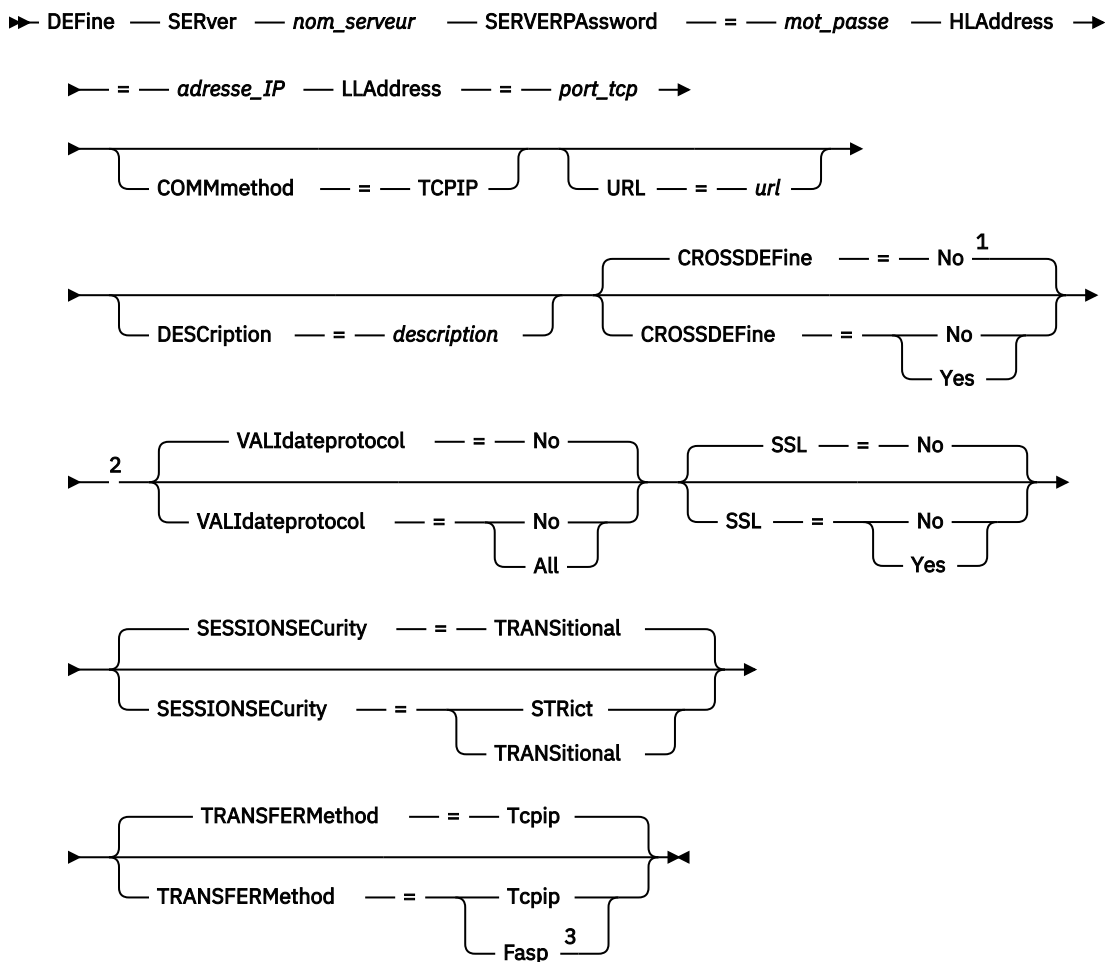 DEFine SERver nom_serveur SERVERPAssword = mot_passe HLAddress
= adresse_IP LLAddress = port_tcp
COMMmethod = TCPIP URL = url
CROSSDEFine = No 1
DESCription = description CROSSDEFine = No
Yes
VALIdateprotocol = No SSL = No
2
VALIdateprotocol = No SSL = No
All Yes
SESSIONSECurity = TRANSitional
SESSIONSECurity = STRict
TRANSitional
TRANSFERMethod = Tcpip
TRANSFERMethod = Tcpip
Fasp 3